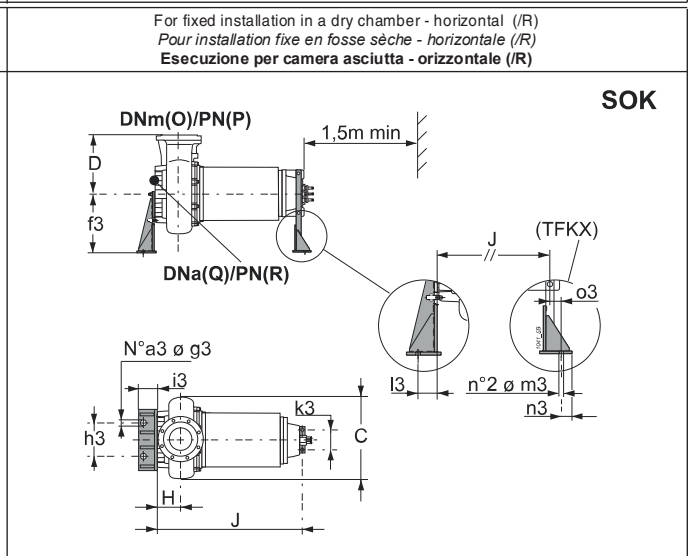 For fixed installation in a dry chamber - horizontal (/R)
Pour installation fixe en fosse sèche - horizontale (/R)
Esecuzione per camera asciutta - orizzontale (/R)
SOK
DNm(O)/PN(P)
1,5m min
D
f3
DNa(Q)/PN(R)
J
//
(TFKX)
o3
N°a3 ø g3
i3
l3
n°2 ø m3
n3
k3
h3
C
H
J